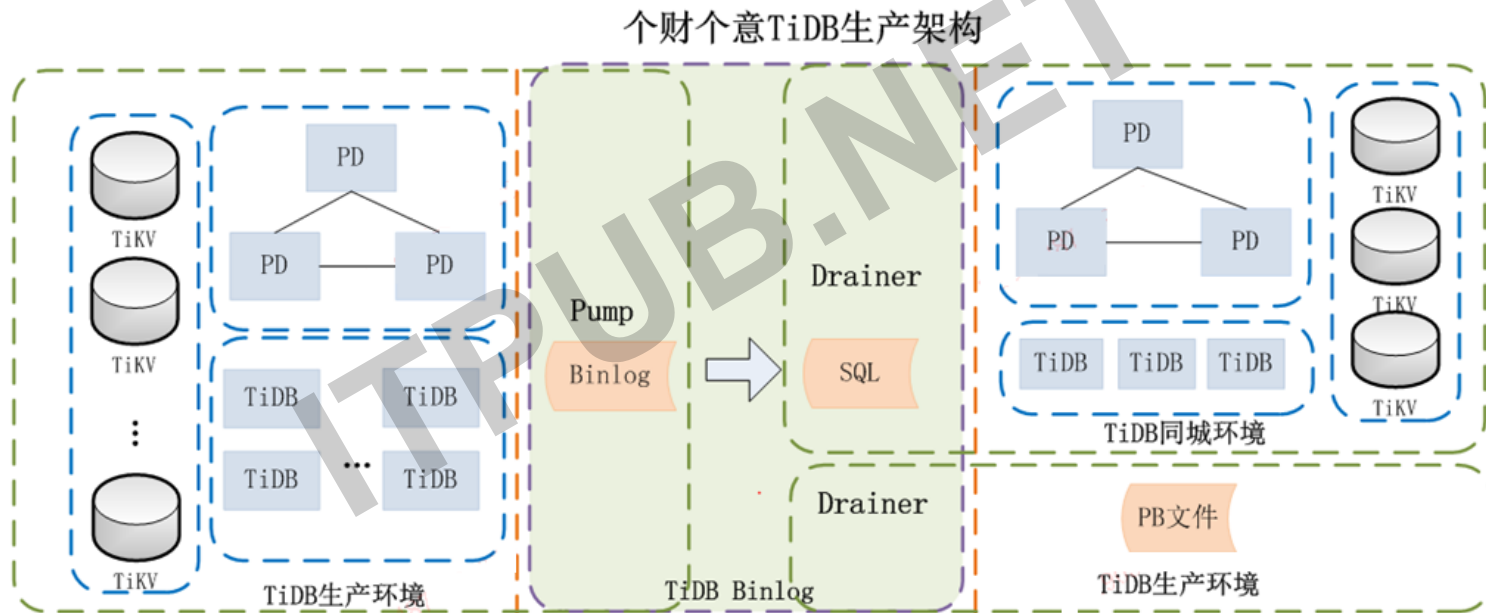 个财个意TiDB生产架构
TiKV
TiKV
...
TiKV
PD
PD
PD
TiDB
TiDB
TiDB
...
TiDB
TiDB生产环境
Pump
Binlog
TiDB Binlog
Drainer
SQL
Drainer
PD
PD
PD
TiDB
TiDB
TiDB
TiDB同城环境
TiKV
TiKV
TiKV
PB文件
TiDB生产环境
ITPUB.NET